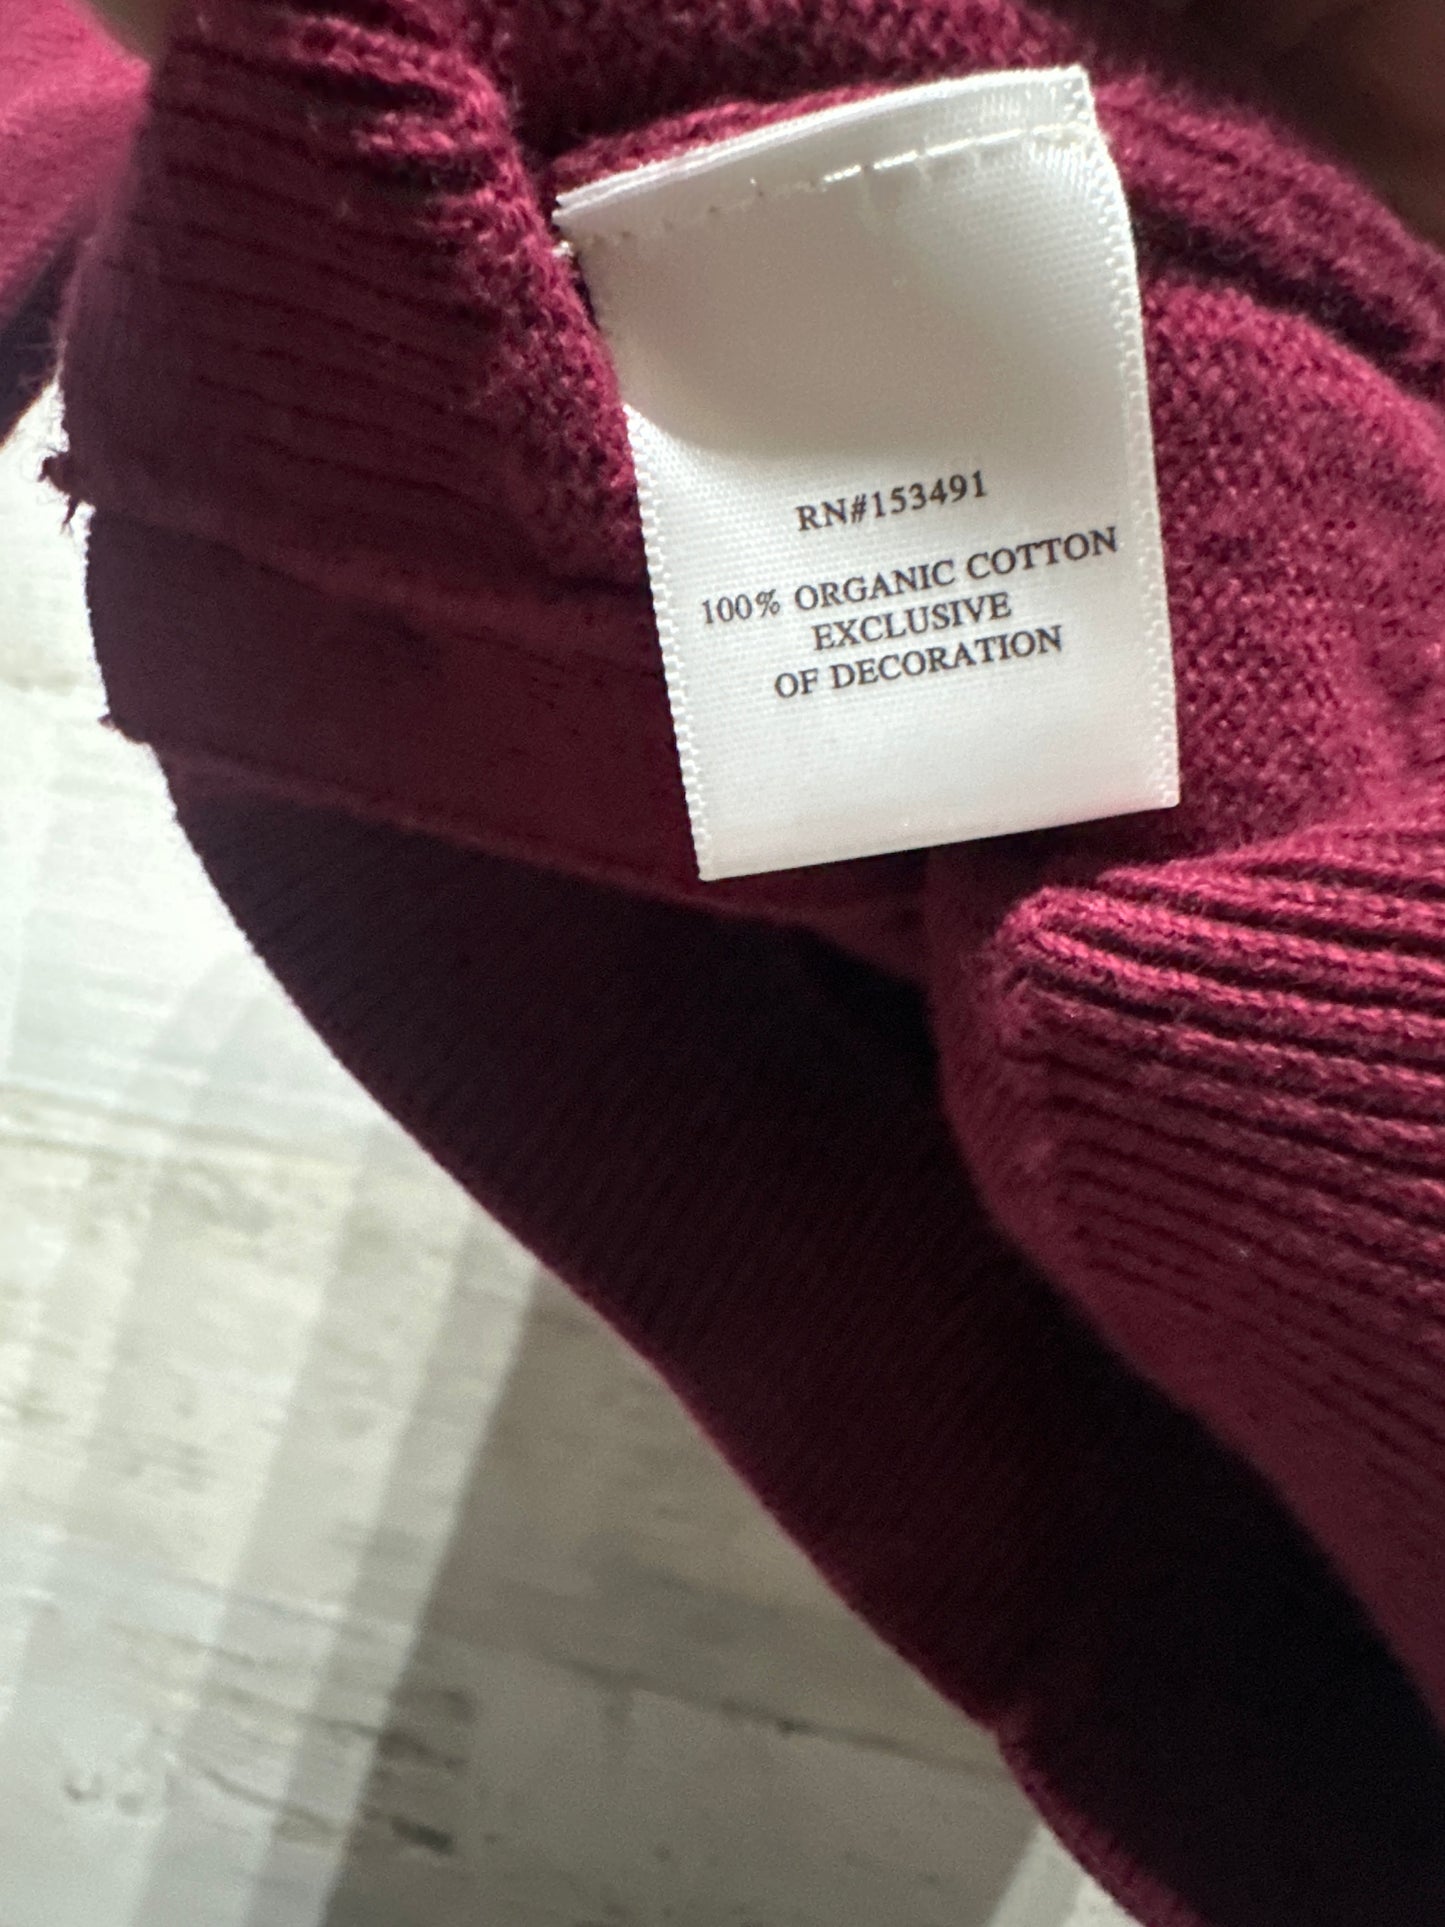 RN#153491
100% ORGANIC COTTON
EXCLUSIVE
OF DECORATION